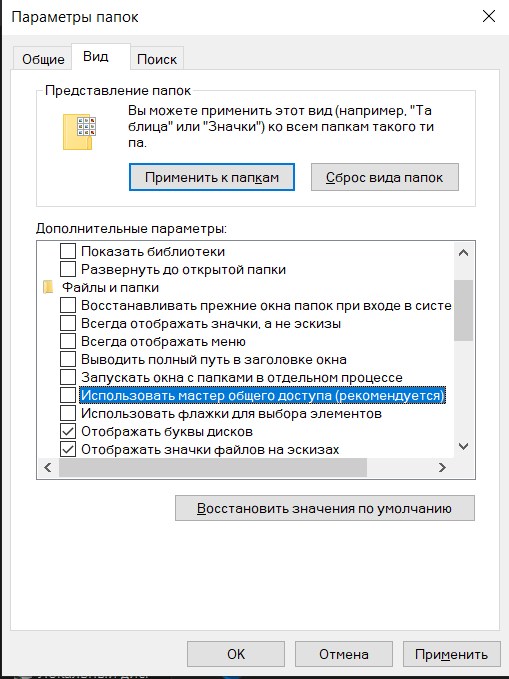 Параметры папок
Общие
Вид
Поиск
Представление папок
Вы можете применить этот вид (например, "Та
блица" или "Значки") ко всем папкам такого ти
па.
Применить к папкам
Сброс вида папок
Дополнительные параметры:
Показать библиотеки
Развернуть до открытой папки
Файлы и папки
Восстанавливать прежние окна папок при входе в систе
Всегда отображать значки, а не эскизы
Всегда отображать меню
Выводить полный путь в заголовке окна
Запускать окна с папками в отдельном процессе
Использовать мастер общего доступа (рекомендуется)
Использовать флажки для выбора элементов
Отображать буквы дисков
Отображать значки файлов на эскизах
Восстановить значения по умолчанию
ОК
Отмена
Применить